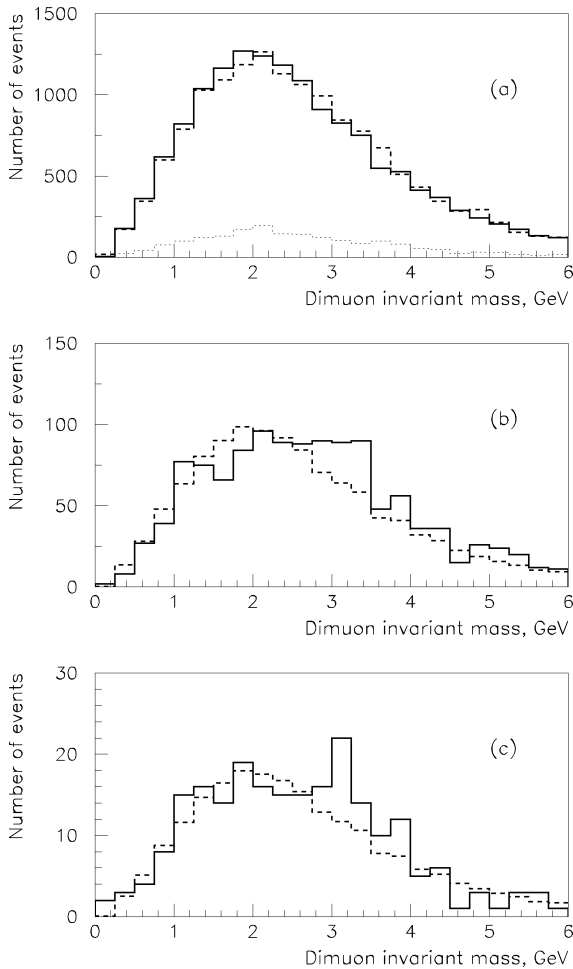 Number of events
1500
1000
500
0
(a)
0 1 2 3 4 5 6
Dimuon invariant mass, GeV
Number of events
150
100
50
0
(b)
0 1 2 3 4 5 6
Dimuon invariant mass, GeV
Number of events
30
20
10
0
(c)
0 1 2 3 4 5 6
Dimuon invariant mass, GeV